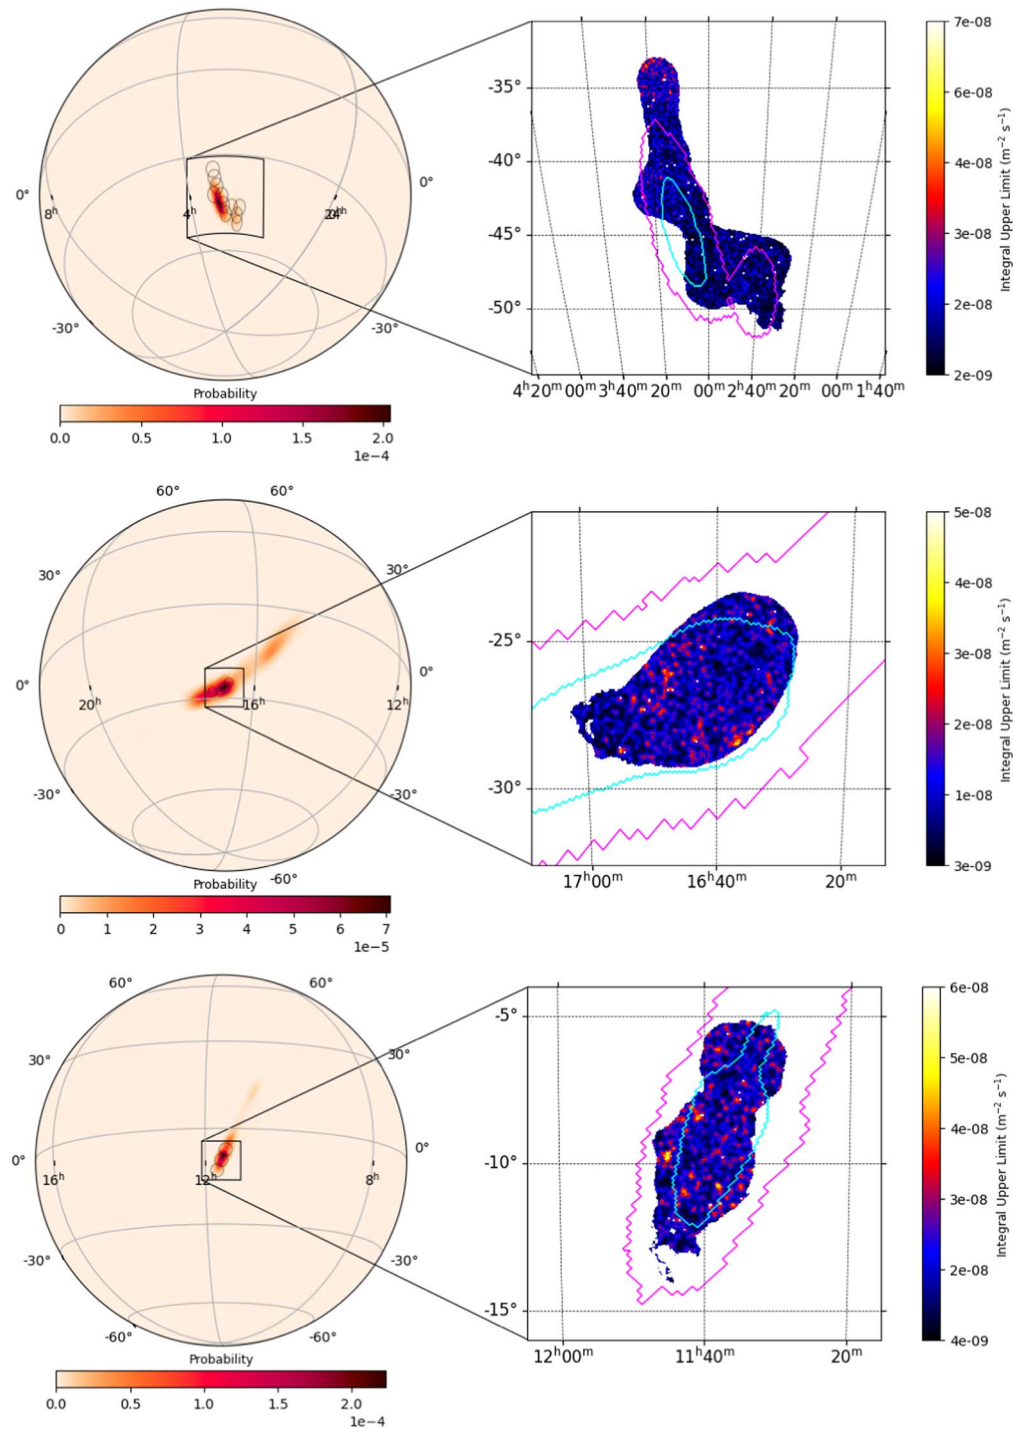 0°
8ʰ
4ʰ
0°
-30°
-30°
Probability
0.0 0.5 1.0 1.5 2.0
1e−4
-35°
-40°
-45°
-50°
4ʰ20ᵐ 00ᵐ 3ʰ40ᵐ 20ᵐ 00ᵐ 2ʰ40ᵐ 20ᵐ 00ᵐ 1ʰ40ᵐ
7e-08
6e-08
4e-08
3e-08
2e-08
2e-09
Integral Upper Limit (m⁻² s⁻¹)
60° 60°
30° 30°
0° 0°
20ʰ 16ʰ 12ʰ
-30° -30°
-60°
Probability
0 1 2 3 4 5 6 7
1e−5
-25°
-30°
17ʰ00ᵐ 16ʰ40ᵐ 20ᵐ
5e-08
4e-08
3e-08
2e-08
1e-08
3e-09
Integral Upper Limit (m⁻² s⁻¹)
60° 60°
30° 30°
0° 0°
16ʰ 12ʰ 8ʰ
-30° -30°
-60° -60°
Probability
0.0 0.5 1.0 1.5 2.0
1e−4
-5°
-10°
-15°
12ʰ00ᵐ 11ʰ40ᵐ 20ᵐ
6e-08
5e-08
4e-08
3e-08
2e-08
4e-09
Integral Upper Limit (m⁻² s⁻¹)